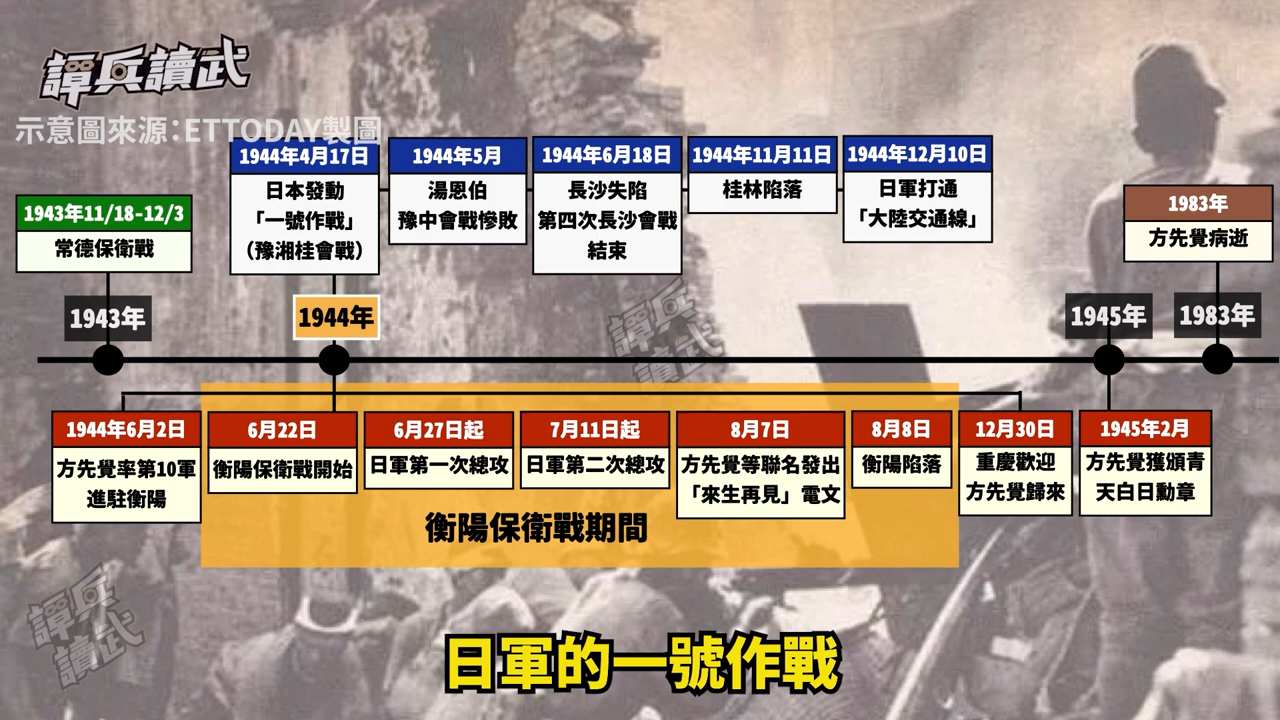 譚兵讀武
示意圖來源：ETTODAY製圖
1943年11/18-12/3
常德保衛戰
1944年4月17日
日本發動
「一號作戰」
（豫湘桂會戰）
1944年5月
湯恩伯
豫中會戰慘敗
1944年6月18日
長沙失陷
第四次長沙會戰
結束
1944年11月11日
桂林陷落
1944年12月10日
日軍打通
「大陸交通線」
1983年
方先覺病逝
1943年
1944年
1945年
1983年
譚兵
讀武
1944年6月2日
方先覺率第10軍
進駐衡陽
6月22日
衡陽保衛戰開始
6月27日起
日軍第一次總攻
7月11日起
日軍第二次總攻
8月7日
方先覺等聯名發出
「來生再見」電文
8月8日
衡陽陷落
12月30日
重慶歡迎
方先覺歸來
1945年2月
方先覺獲頒青
天白日勳章
衡陽保衛戰期間
譚兵
讀武
日軍的一號作戰